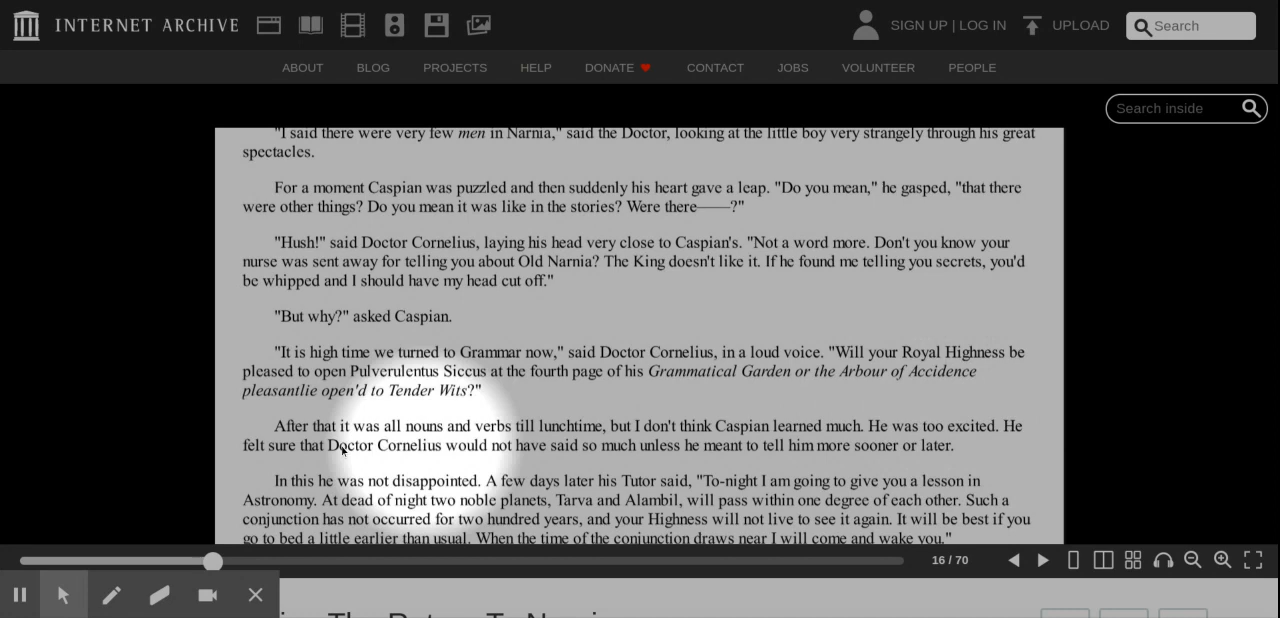 INTERNET ARCHIVE
SIGN UP | LOG IN
UPLOAD
Search
ABOUT BLOG PROJECTS HELP DONATE CONTACT JOBS VOLUNTEER PEOPLE
Search inside
"I said there were very few men in Narnia," said the Doctor, looking at the little boy very strangely through his great
spectacles.
For a moment Caspian was puzzled and then suddenly his heart gave a leap. "Do you mean," he gasped, "that there
were other things? Do you mean it was like in the stories? Were there——?"
"Hush!" said Doctor Cornelius, laying his head very close to Caspian's. "Not a word more. Don't you know your
nurse was sent away for telling you about Old Narnia? The King doesn't like it. If he found me telling you secrets, you'd
be whipped and I should have my head cut off."
"But why?" asked Caspian.
"It is high time we turned to Grammar now," said Doctor Cornelius, in a loud voice. "Will your Royal Highness be
pleased to open Pulverulentus Siccus at the fourth page of his Grammatical Garden or the Arbour of Accidence
pleasantlie open'd to Tender Wits?"
After that it was all nouns and verbs till lunchtime, but I don't think Caspian learned much. He was too excited. He
felt sure that Doctor Cornelius would not have said so much unless he meant to tell him more sooner or later.
In this he was not disappointed. A few days later his Tutor said, "To-night I am going to give you a lesson in
Astronomy. At dead of night two noble planets, Tarva and Alambil, will pass within one degree of each other. Such a
conjunction has not occurred for two hundred years, and your Highness will not live to see it again. It will be best if you
go to bed a little earlier than usual. When the time of the conjunction draws near I will come and wake you."
16 / 70
The Return To Narnia